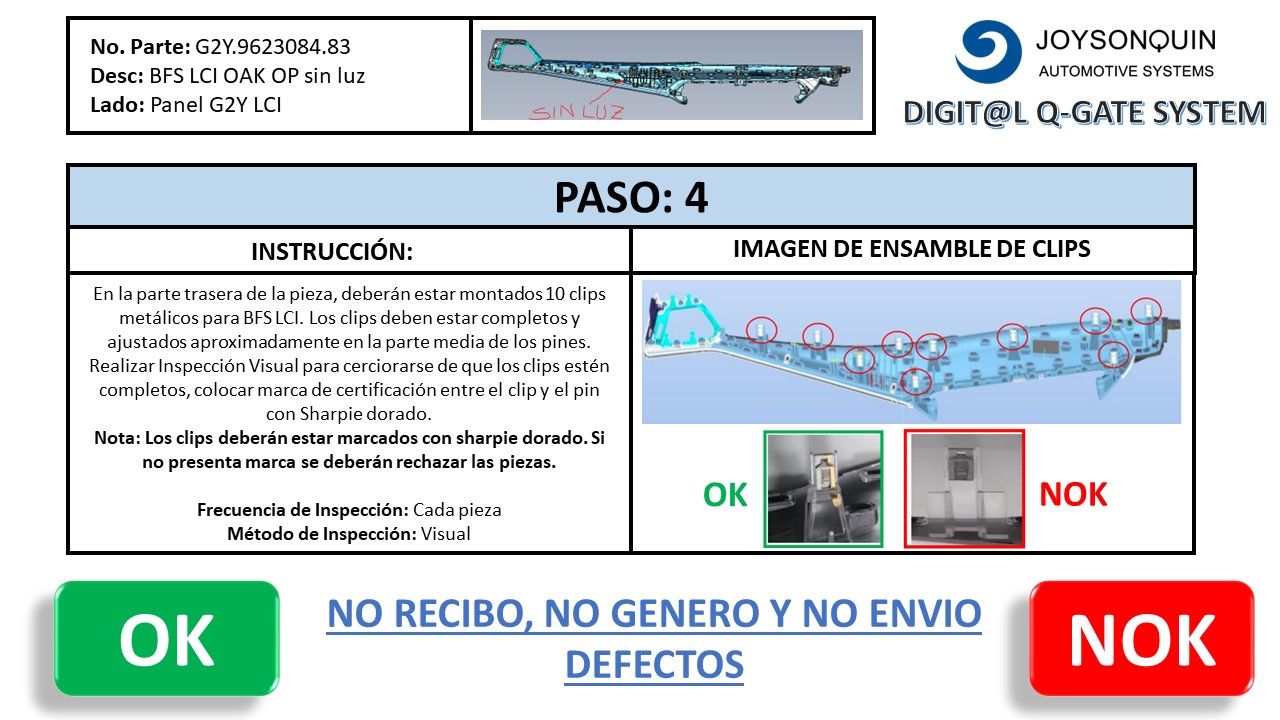 No. Parte: G2Y.9623084.83
Desc: BFS LCI OAK OP sin luz
Lado: Panel G2Y LCI
SIN LUZ
JOYSONQUIN
AUTOMOTIVE SYSTEMS
DIGIT@L Q-GATE SYSTEM
PASO: 4
INSTRUCCIÓN:
IMAGEN DE ENSAMBLE DE CLIPS
En la parte trasera de la pieza, deberán estar montados 10 clips
metálicos para BFS LCI. Los clips deben estar completos y
ajustados aproximadamente en la parte media de los pines.
Realizar Inspección Visual para cerciorarse de que los clips estén
completos, colocar marca de certificación entre el clip y el pin
con Sharpie dorado.
Nota: Los clips deberán estar marcados con sharpie dorado. Si
no presenta marca se deberán rechazar las piezas.
Frecuencia de Inspección: Cada pieza
Método de Inspección: Visual
OK
NOK
OK
NO RECIBO, NO GENERO Y NO ENVIO
DEFECTOS
NOK